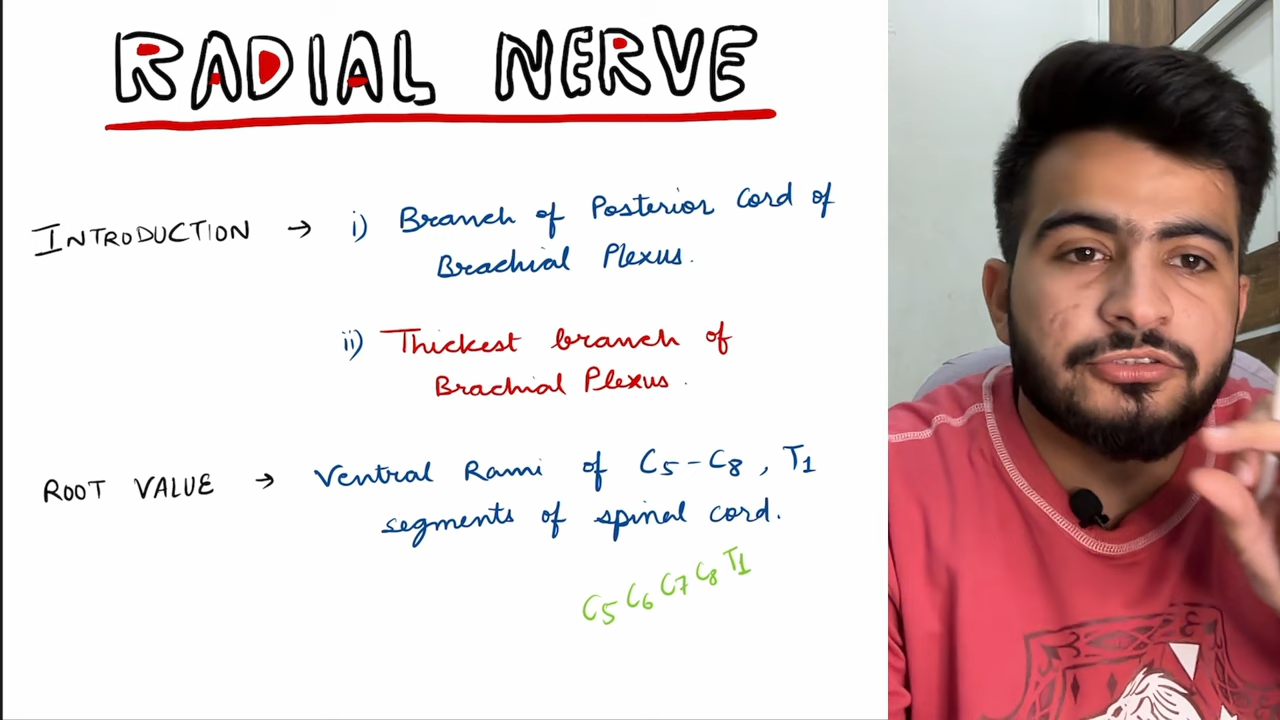 RADIAL NERVE
INTRODUCTION → i) Branch of Posterior Cord of
Brachial Plexus.
ii) Thickest branch of
Brachial Plexus.
ROOT VALUE → Ventral Rami of C5-C8, T1
segments of spinal cord.
C5 C6 C7 C8 T1